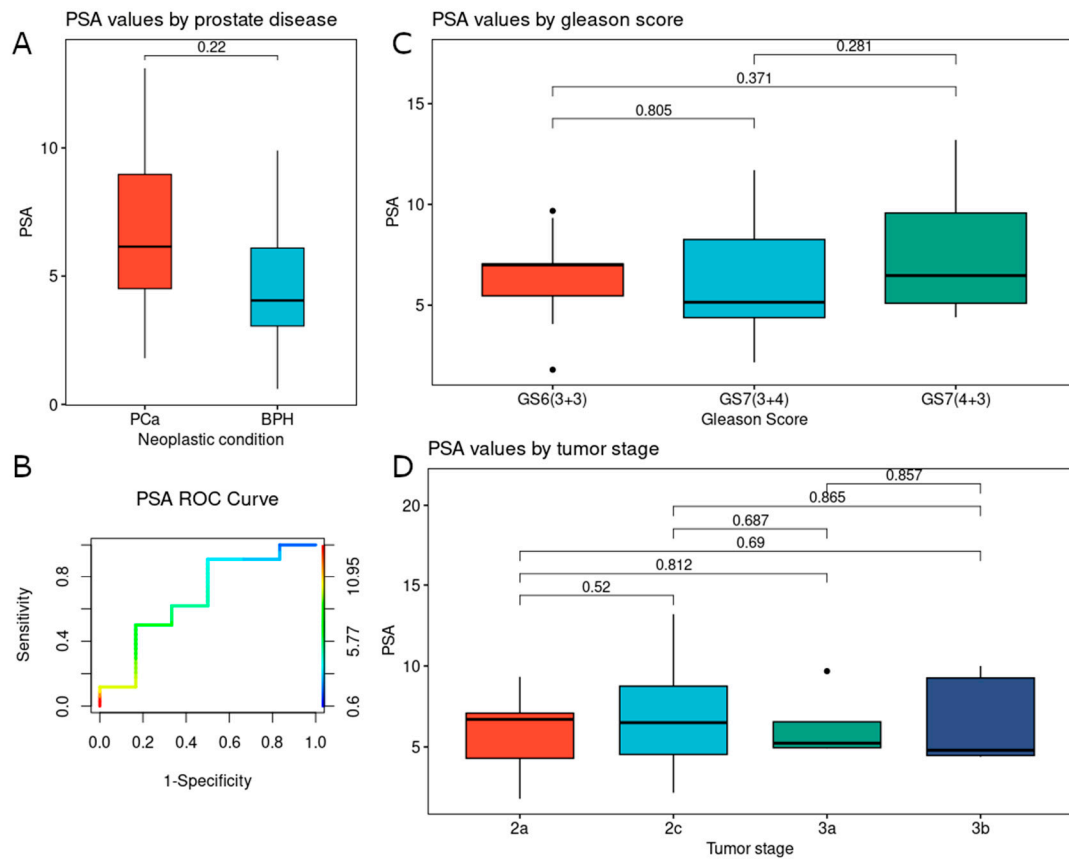 A
PSA values by prostate disease
0.22
10
5
0
PSA
PCa BPH
Neoplastic condition
B
PSA ROC Curve
0.8
0.4
0.0
Sensitivity
10.95
5.77
0.6
0.0 0.2 0.4 0.6 0.8 1.0
1-Specificity
C
PSA values by gleason score
0.281
0.371
0.805
15
10
5
PSA
GS6(3+3) GS7(3+4) GS7(4+3)
Gleason Score
D
PSA values by tumor stage
0.857
0.865
0.687
0.69
0.812
0.52
20
15
10
5
PSA
2a 2c 3a 3b
Tumor stage